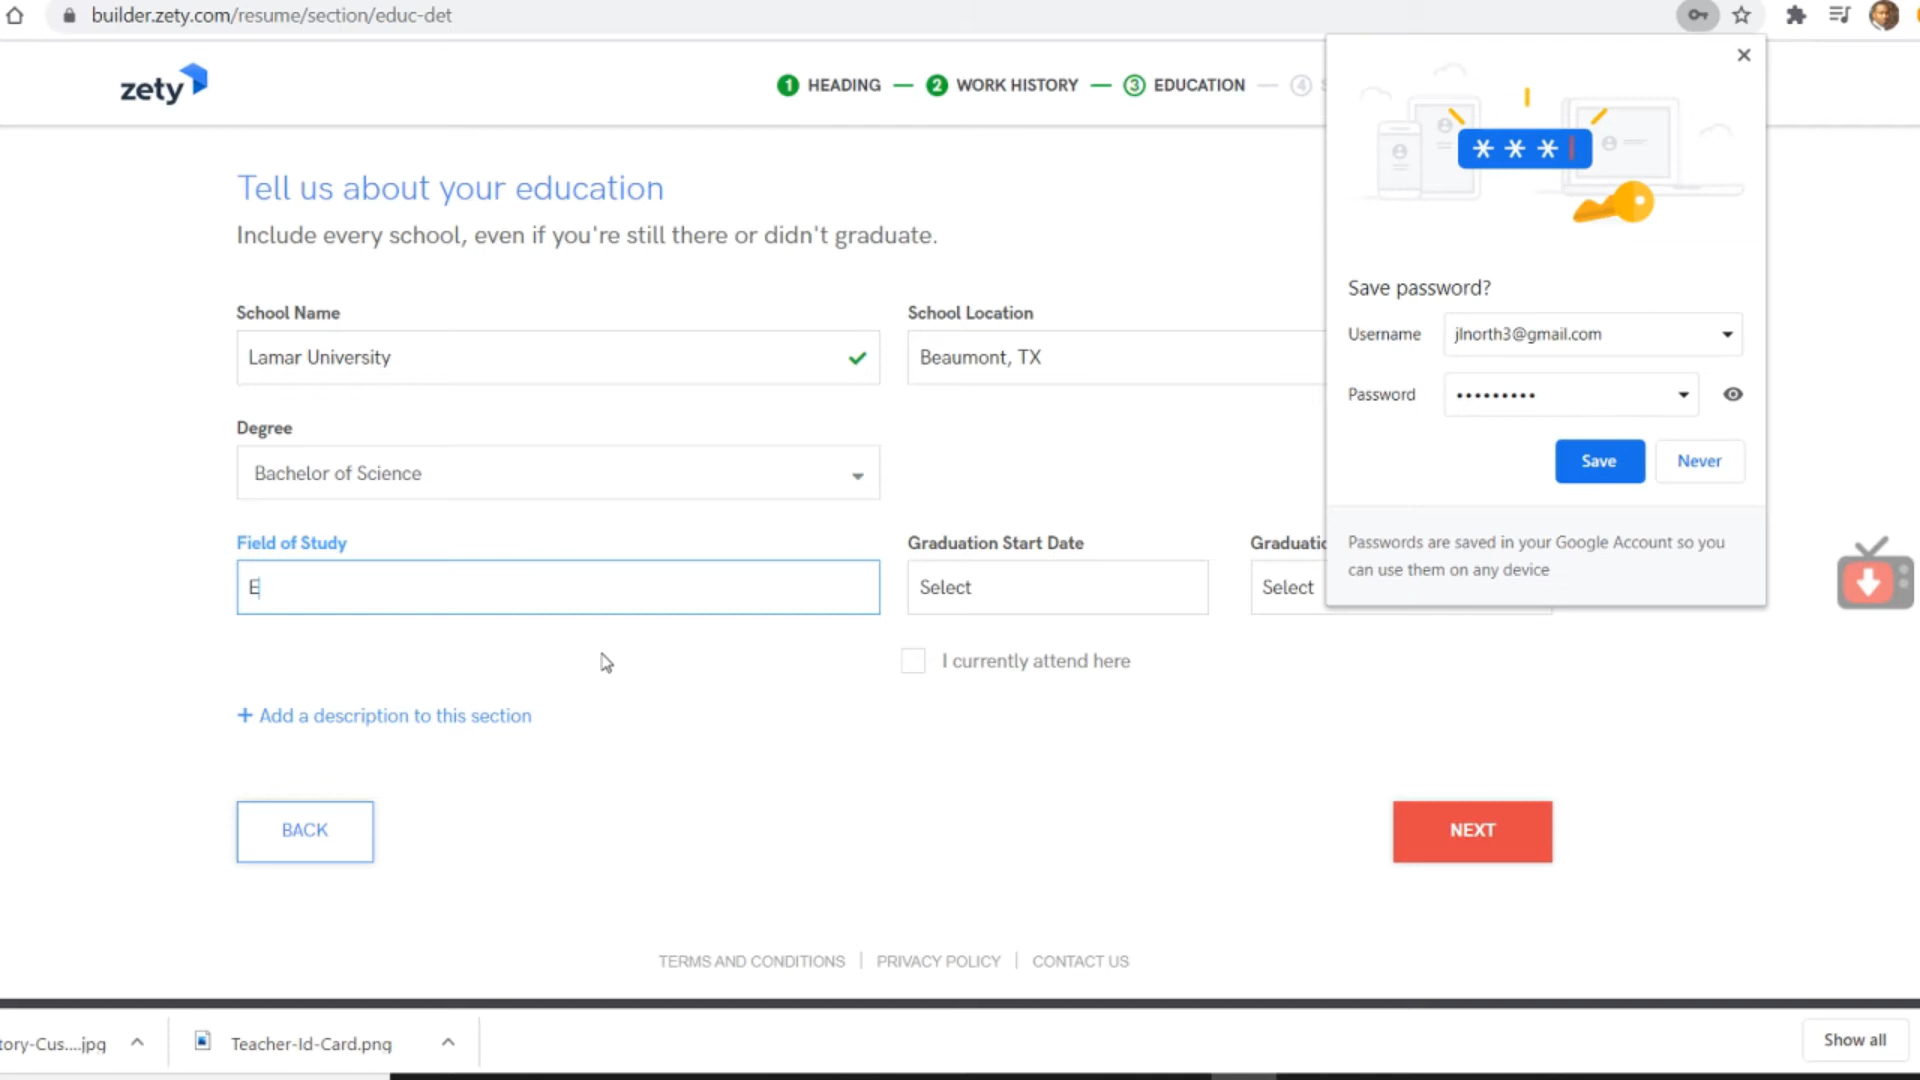 builder.zety.com/resume/section/educ-det
zety
1 HEADING 2 WORK HISTORY 3 EDUCATION 4
Tell us about your education
Include every school, even if you're still there or didn't graduate.
School Name
School Location
Lamar University
Beaumont, TX
Degree
Bachelor of Science
Field of Study
Graduation Start Date
E
Select
Select
I currently attend here
+ Add a description to this section
BACK
NEXT
TERMS AND CONDITIONS | PRIVACY POLICY | CONTACT US
***
Save password?
Username jlnorth3@gmail.com
Password •••••••••
Save Never
Passwords are saved in your Google Account so you
can use them on any device
tory-Cus....jpg
Teacher-Id-Card.png
Show all